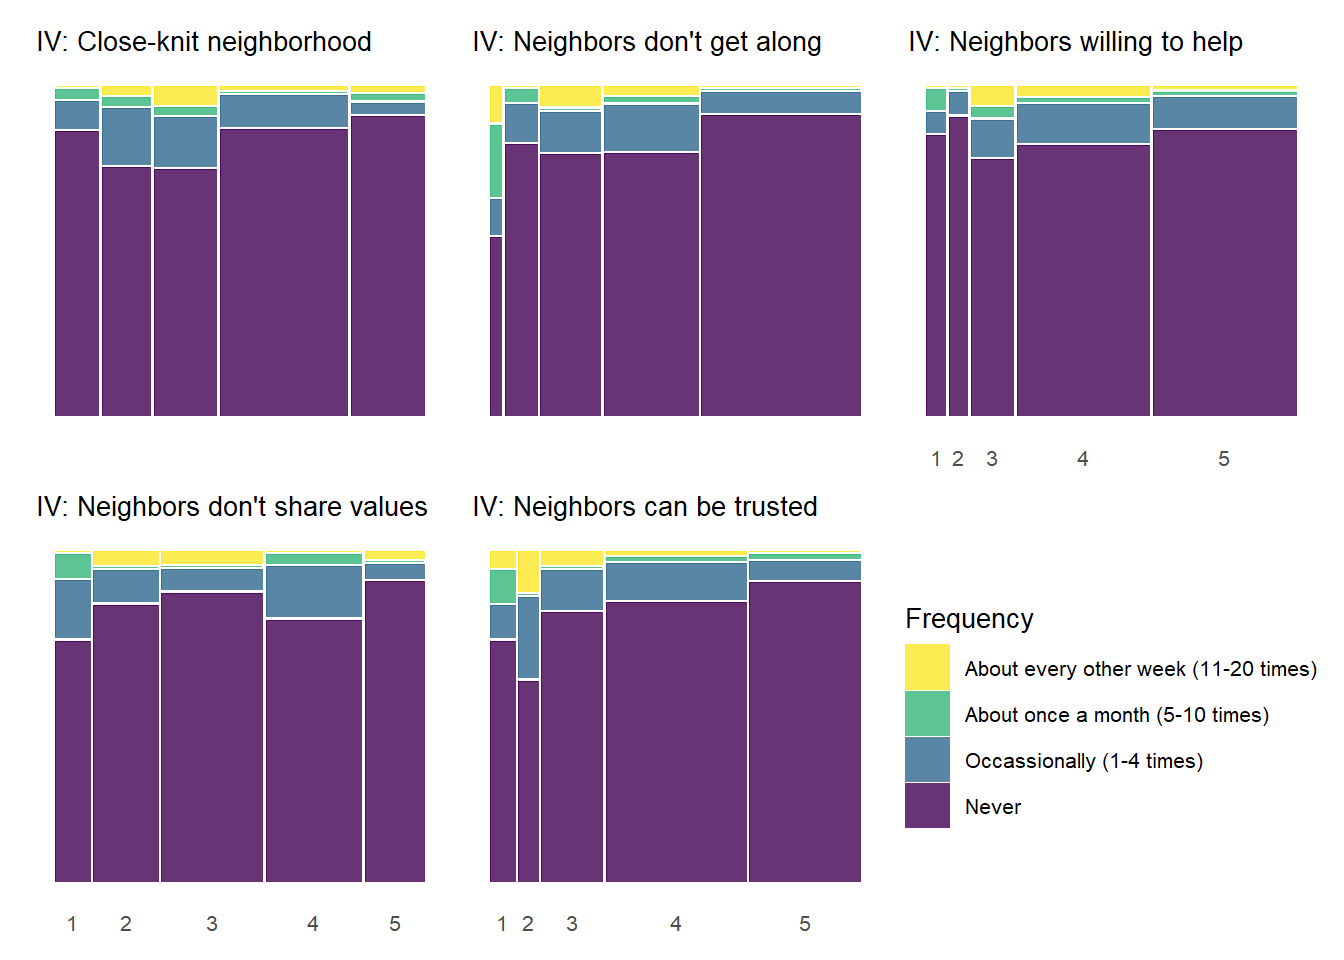 IV: Close-knit neighborhood
IV: Neighbors don't get along
IV: Neighbors willing to help
1 2 3 4 5
IV: Neighbors don't share values
IV: Neighbors can be trusted
1 2 3 4 5
1 2 3 4 5
Frequency
About every other week (11-20 times)
About once a month (5-10 times)
Occassionally (1-4 times)
Never